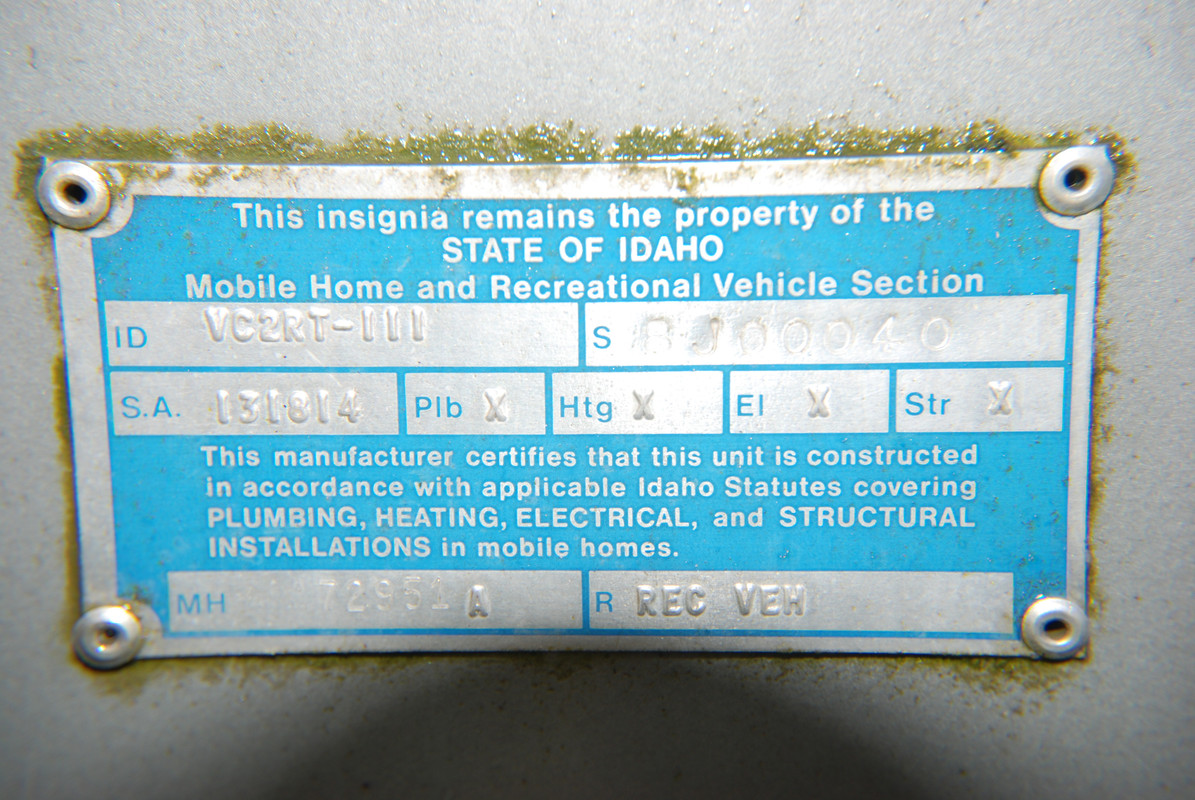 This insignia remains the property of the
STATE OF IDAHO
Mobile Home and Recreational Vehicle Section
ID VC2RT-111 S RJ00040
S.A. 131814 Plb X Htg X El X Str X
This manufacturer certifies that this unit is constructed
in accordance with applicable Idaho Statutes covering
PLUMBING, HEATING, ELECTRICAL, and STRUCTURAL
INSTALLATIONS in mobile homes.
MH 72951 A R REC VEH